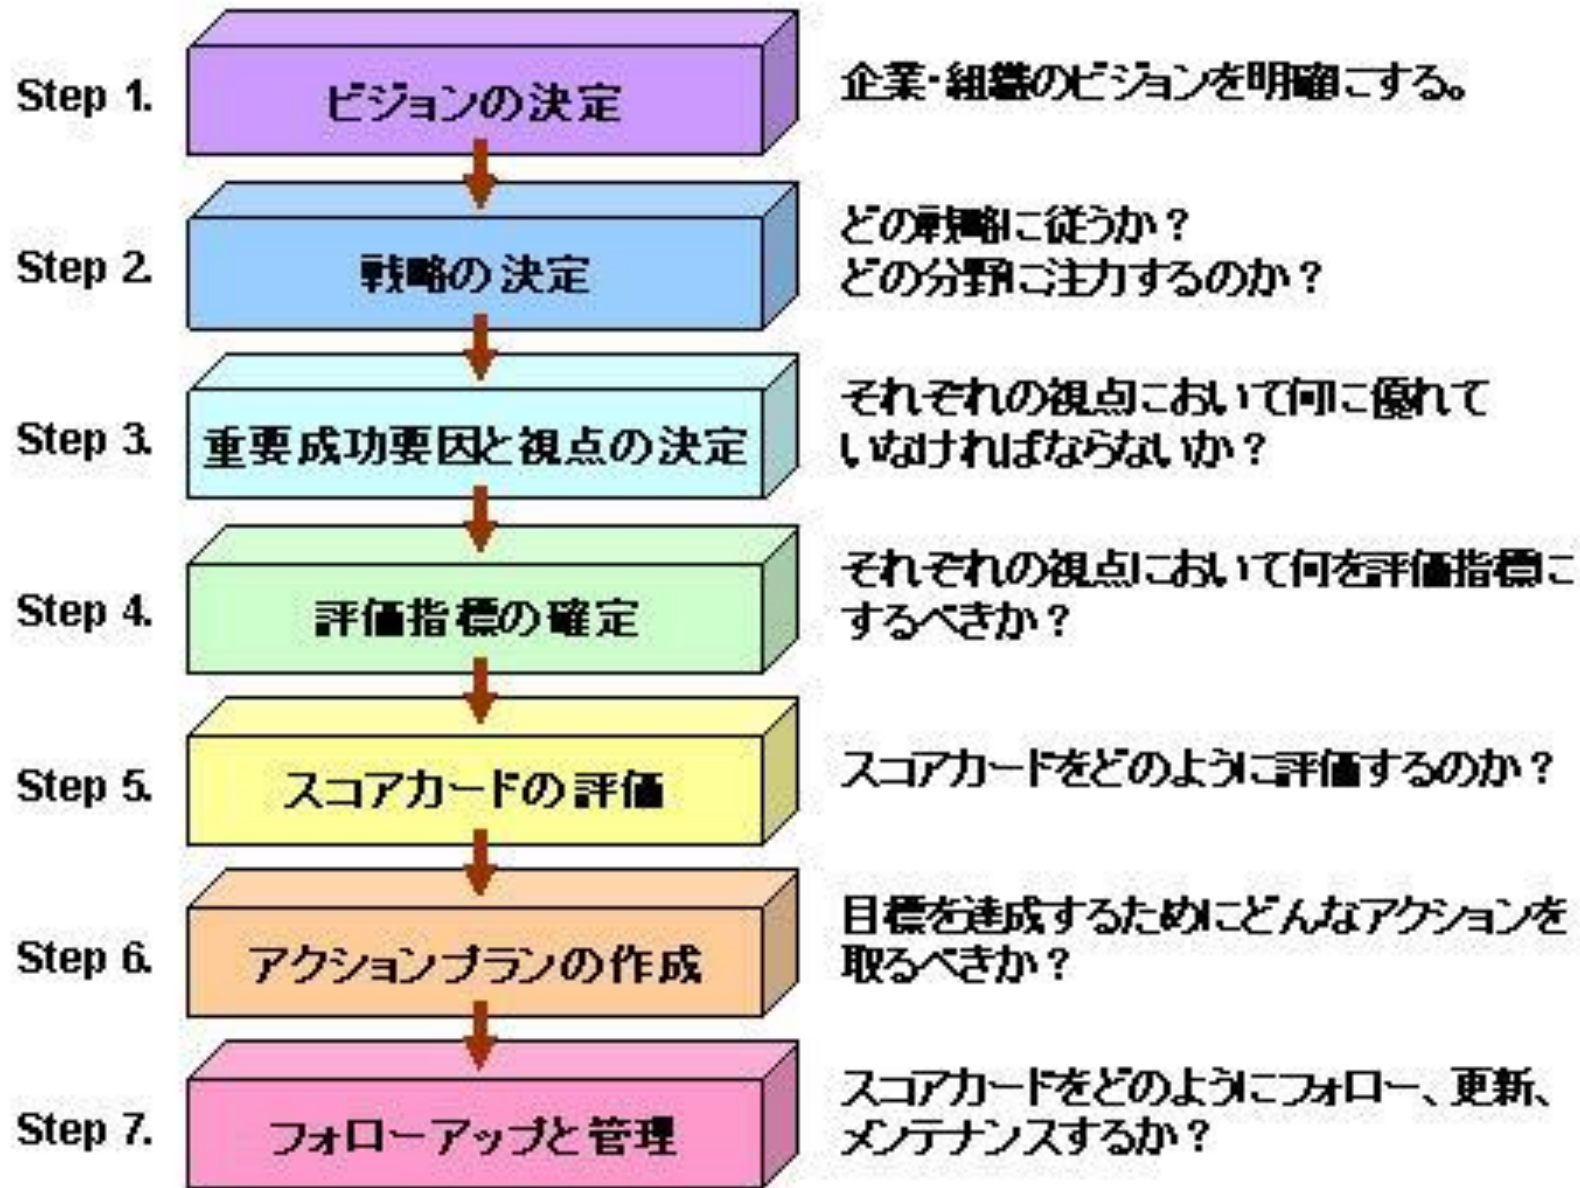 Step 1.
ビジョンの決定
企業・組織のビジョンを明確にする。
Step 2.
戦略の決定
どの戦略に従うか？
どの分野に注力するのか？
Step 3.
重要成功要因と視点の決定
それぞれの視点において何に優れて
いなければならないか？
Step 4.
評価指標の確定
それぞれの視点において何を評価指標に
するべきか？
Step 5.
スコアカードの評価
スコアカードをどのように評価するのか？
Step 6.
アクションプランの作成
目標を達成するためにどんなアクションを
取るべきか？
Step 7.
フォローアップと管理
スコアカードをどのようにフォロー、更新、
メンテナンスするか？